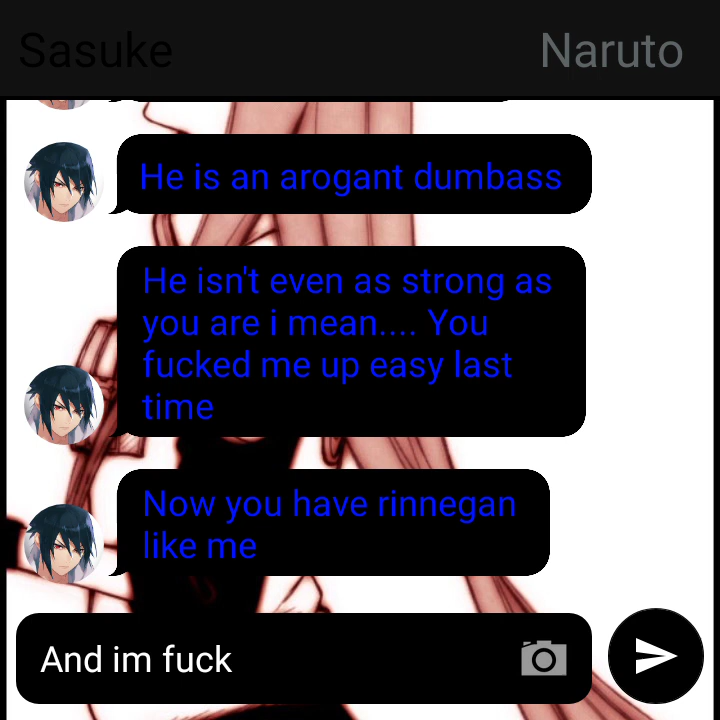 Sasuke Naruto
He is an arogant dumbass
He isn't even as strong as
you are i mean.... You
fucked me up easy last
time
Now you have rinnegan
like me
And im fuck